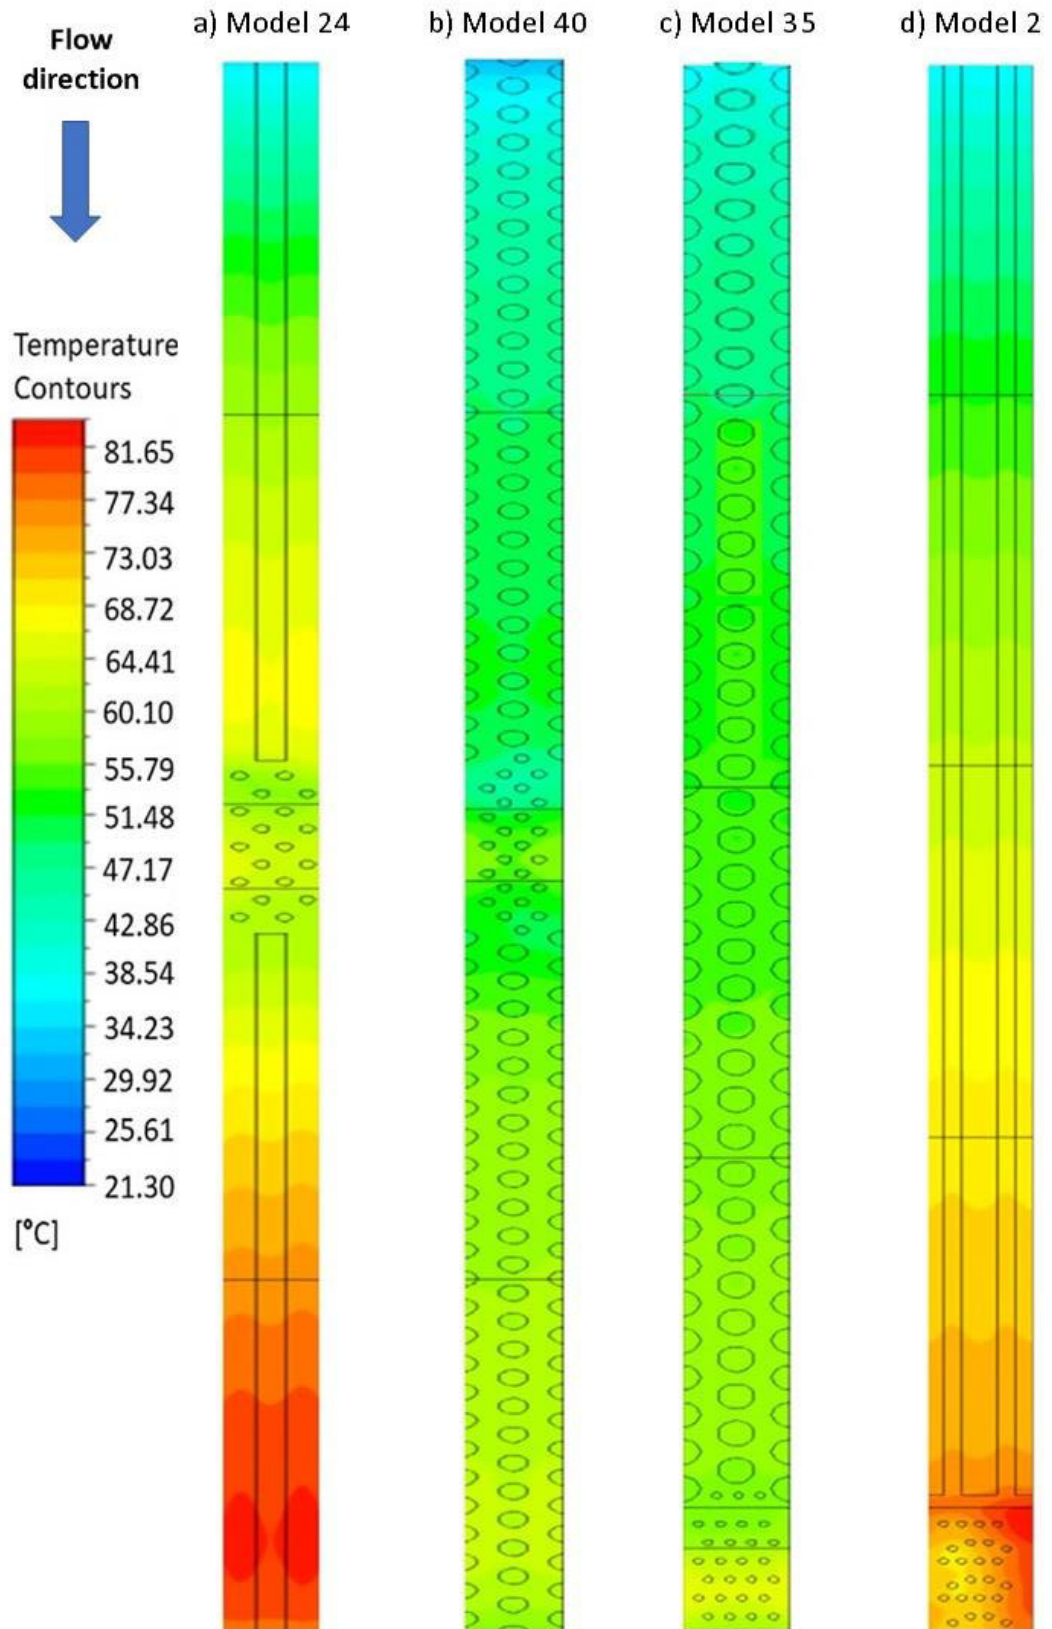 a) Model 24
b) Model 40
c) Model 35
d) Model 2
Flow
direction
Temperature
Contours
81.65
77.34
73.03
68.72
64.41
60.10
55.79
51.48
47.17
42.86
38.54
34.23
29.92
25.61
21.30
[°C]